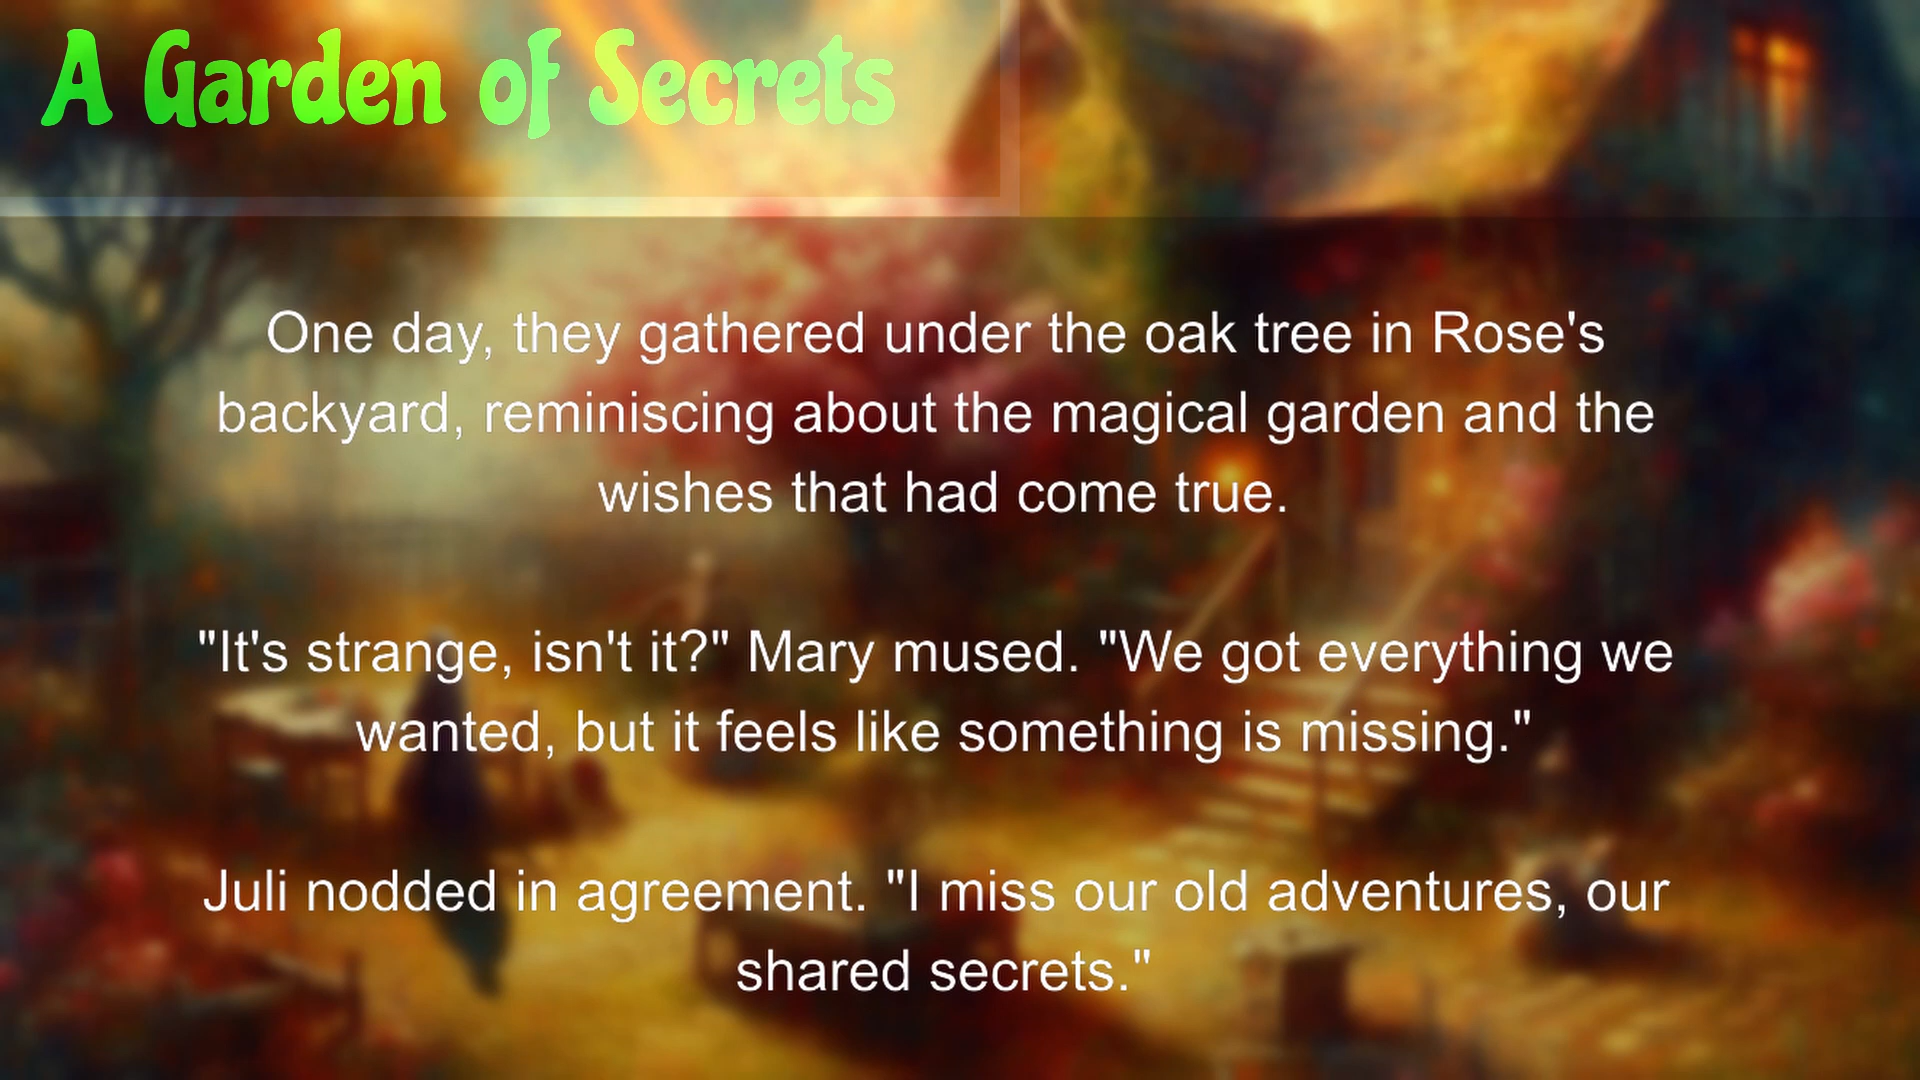 A Garden of Secrets
One day, they gathered under the oak tree in Rose's
backyard, reminiscing about the magical garden and the
wishes that had come true.
"It's strange, isn't it?" Mary mused. "We got everything we
wanted, but it feels like something is missing."
Juli nodded in agreement. "I miss our old adventures, our
shared secrets."